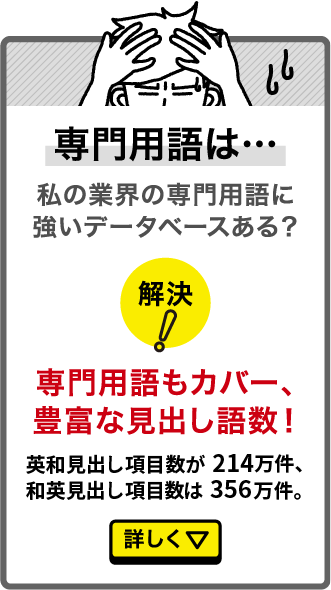 専門用語は…
私の業界の専門用語に
強いデータベースある？
解決
！
専門用語もカバー、
豊富な見出し語数！
英和見出し項目数が 214万件、
和英見出し項目数は 356万件。
詳しく▽